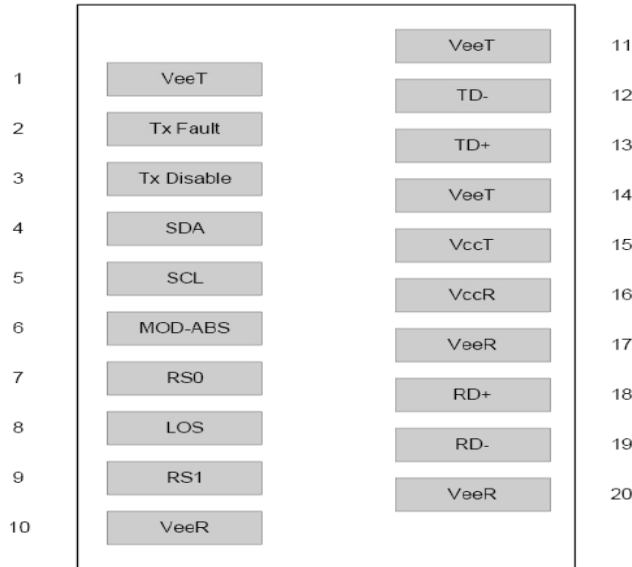 1 VeeT
2 Tx Fault
3 Tx Disable
4 SDA
5 SCL
6 MOD-ABS
7 RS0
8 LOS
9 RS1
10 VeeR
VeeT 11
TD- 12
TD+ 13
VeeT 14
VccT 15
VccR 16
VeeR 17
RD+ 18
RD- 19
VeeR 20